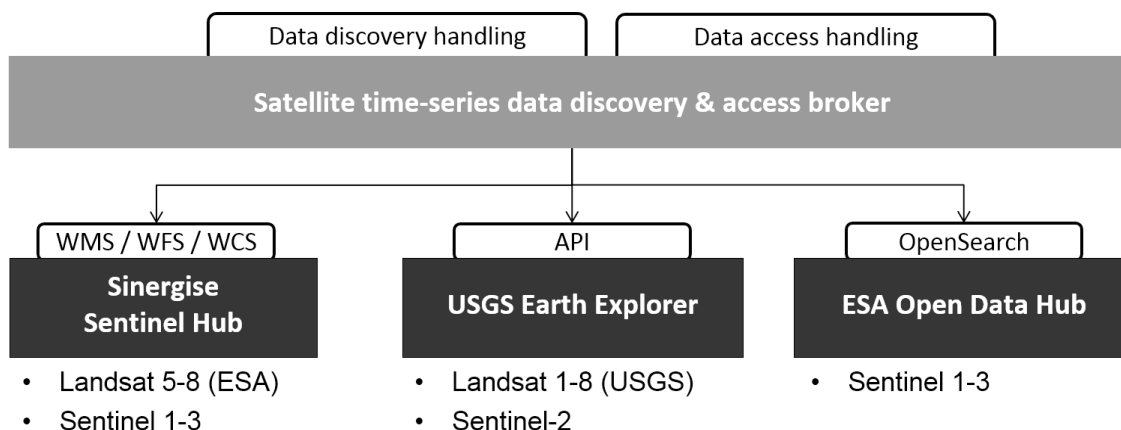 Data discovery handling
Data access handling
Satellite time-series data discovery & access broker
WMS / WFS / WCS
Sinergise
Sentinel Hub
• Landsat 5-8 (ESA)
• Sentinel 1-3
API
USGS Earth Explorer
• Landsat 1-8 (USGS)
• Sentinel-2
OpenSearch
ESA Open Data Hub
• Sentinel 1-3